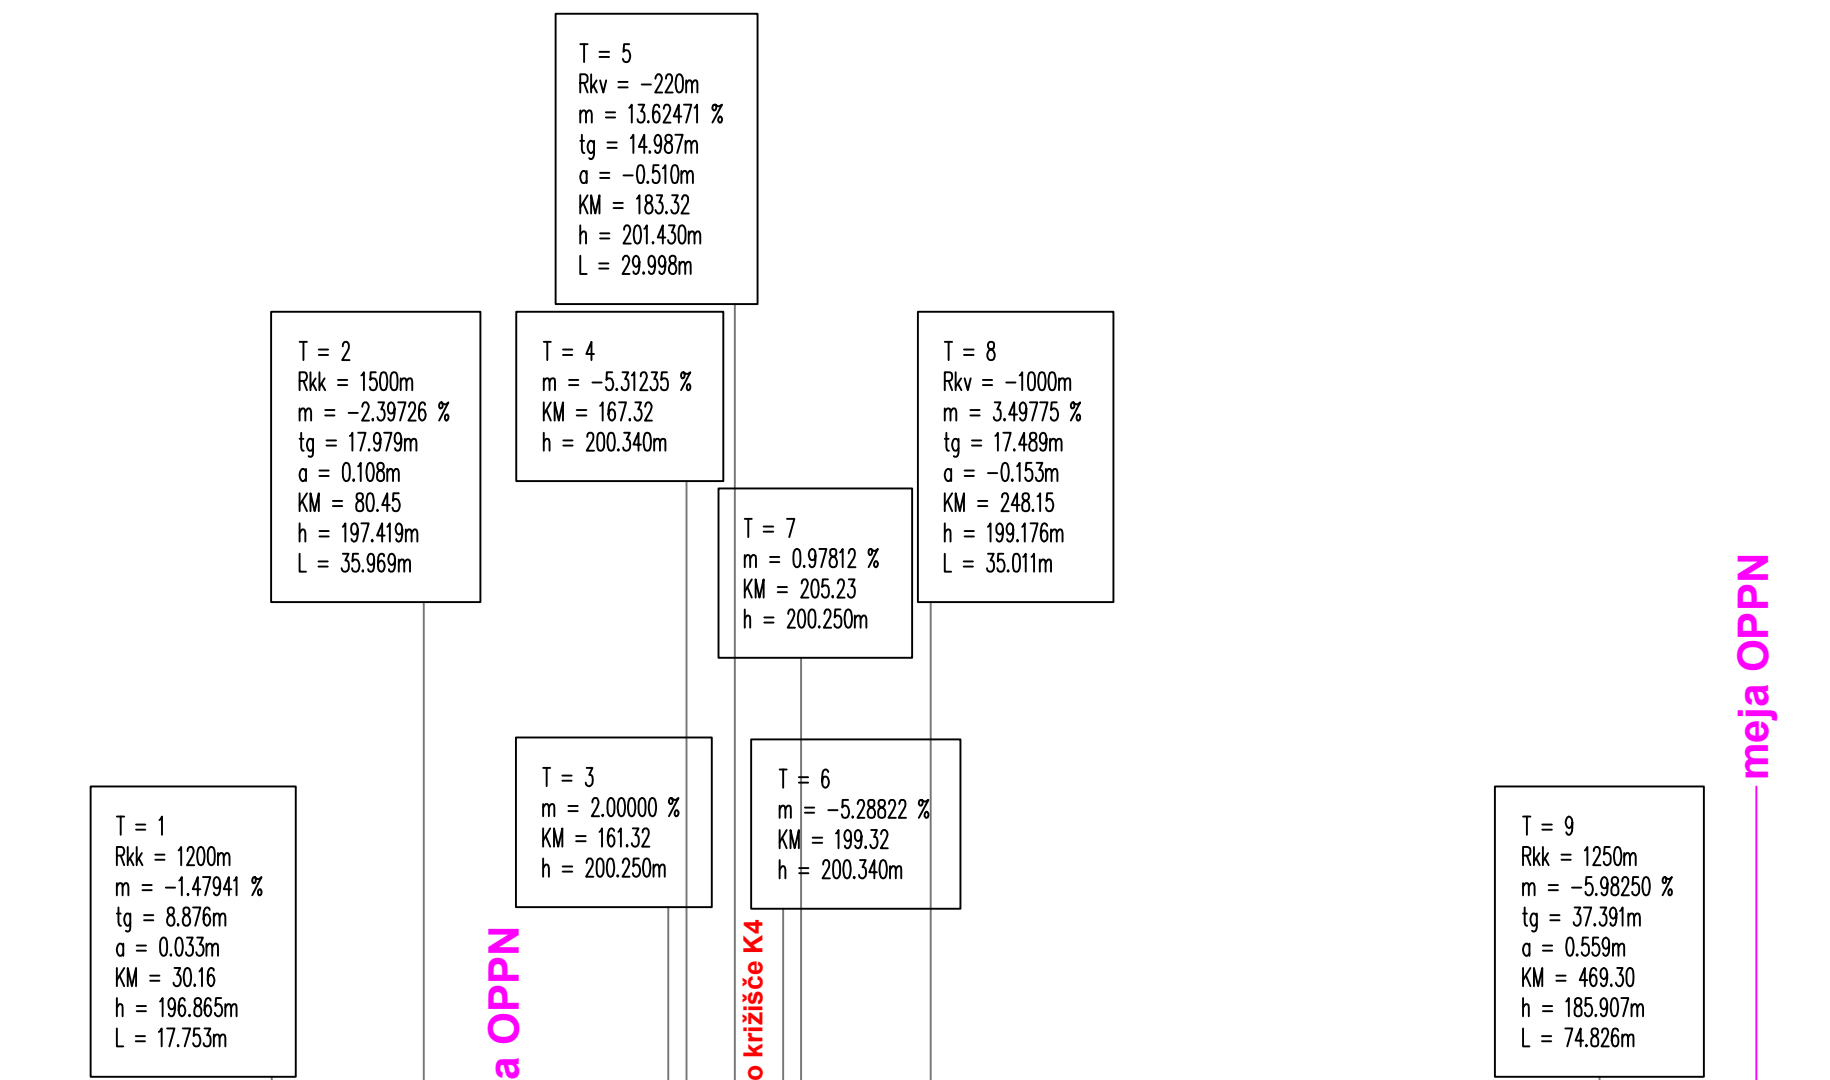 T = 5
Rkv = -220m
m = 13.62471 %
tg = 14.987m
a = -0.510m
KM = 183.32
h = 201.430m
L = 29.998m
T = 2
Rkk = 1500m
m = -2.39726 %
tg = 17.979m
a = 0.108m
KM = 80.45
h = 197.419m
L = 35.969m
T = 4
m = -5.31235 %
KM = 167.32
h = 200.340m
T = 8
Rkv = -1000m
m = 3.49775 %
tg = 17.489m
a = -0.153m
KM = 248.15
h = 199.176m
L = 35.011m
T = 7
m = 0.97812 %
KM = 205.23
h = 200.250m
meja OPPN
T = 3
m = 2.00000 %
KM = 161.32
h = 200.250m
T = 6
m = -5.28822 %
KM = 199.32
h = 200.340m
T = 1
Rkk = 1200m
m = -1.47941 %
tg = 8.876m
a = 0.033m
KM = 30.16
h = 196.865m
L = 17.753m
a OPPN
o križišče K4
T = 9
Rkk = 1250m
m = -5.98250 %
tg = 37.391m
a = 0.559m
KM = 469.30
h = 185.907m
L = 74.826m